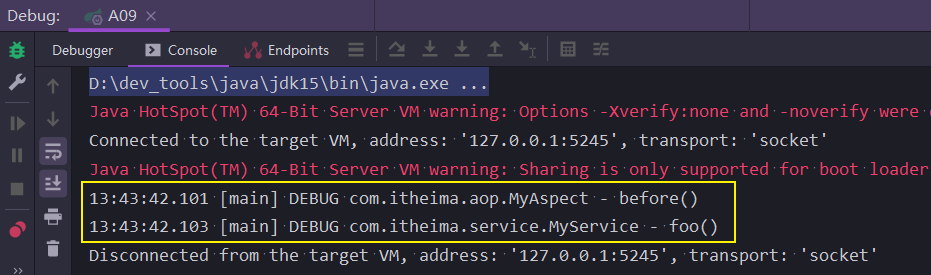 Debug: A09
Debugger Console Endpoints
D:\dev_tools\java\jdk15\bin\java.exe ...
Java HotSpot(TM) 64-Bit Server VM warning: Options -Xverify:none and -noverify were
Connected to the target VM, address: '127.0.0.1:5245', transport: 'socket'
Java HotSpot(TM) 64-Bit Server VM warning: Sharing is only supported for boot loader
13:43:42.101 [main] DEBUG com.itheima.aop.MyAspect - before()
13:43:42.103 [main] DEBUG com.itheima.service.MyService - foo()
Disconnected from the target VM, address: '127.0.0.1:5245', transport: 'socket'